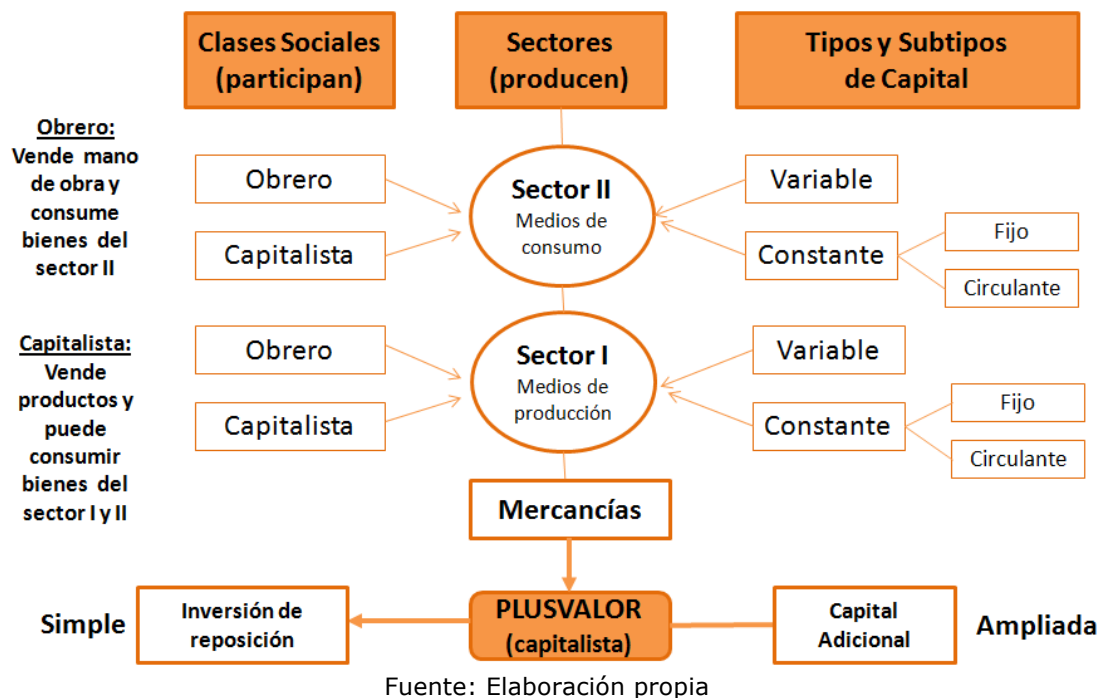 Clases Sociales
(participan)
Sectores
(producen)
Tipos y Subtipos
de Capital
Obrero:
Vende mano
de obra y
consume
bienes del
sector II
Obrero
Capitalista
Sector II
Medios de
consumo
Variable
Constante
Fijo
Circulante
Capitalista:
Vende
productos y
puede
consumir
bienes del
sector I y II
Obrero
Capitalista
Sector I
Medios de
producción
Variable
Constante
Fijo
Circulante
Mercancías
Simple
Inversión de
reposición
PLUSVALOR
(capitalista)
Capital
Adicional
Ampliada
Fuente: Elaboración propia